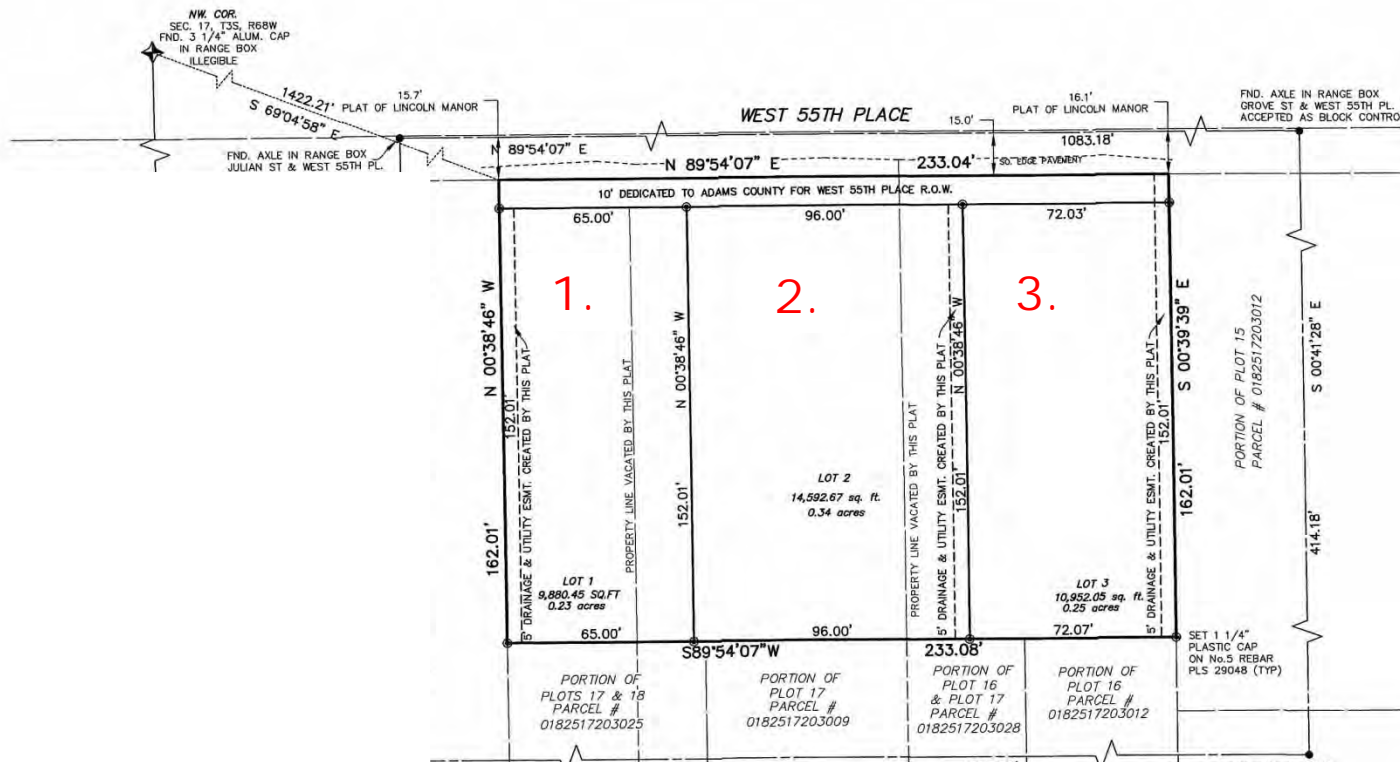 NW. COR.
SEC. 17, T3S, R68W
FND. 3 1/4" ALUM. CAP
IN RANGE BOX
ILLEGIBLE
1422.21'
S 69°04'58" E
15.7'
PLAT OF LINCOLN MANOR
WEST 55TH PLACE
15.0'
16.1'
PLAT OF LINCOLN MANOR
1083.18'
FND. AXLE IN RANGE BOX
GROVE ST & WEST 55TH PL.
ACCEPTED AS BLOCK CONTRO
FND. AXLE IN RANGE BOX
JULIAN ST & WEST 55TH PL.
N 89°54'07" E
N 89°54'07" E
233.04'
SO. EDGE PAVEMENT
10' DEDICATED TO ADAMS COUNTY FOR WEST 55TH PLACE R.O.W.
65.00'
96.00'
72.03'
1.
2.
3.
N 00°38'46" W
162.01'
152.01'
5' DRAINAGE & UTILITY ESMT. CREATED BY THIS PLAT
PROPERTY LINE VACATED BY THIS PLAT
N 00°38'46" W
152.01'
PROPERTY LINE VACATED BY THIS PLAT
5' DRAINAGE & UTILITY ESMT. CREATED BY THIS PLAT
N 00°38'46" W
152.01'
5' DRAINAGE & UTILITY ESMT. CREATED BY THIS PLAT
152.01'
S 00°39'39" E
162.01'
PORTION OF PLOT 15
PARCEL # 0182517203012
S 00°41'28" E
414.18'
LOT 1
9,880.45 SQ.FT
0.23 acres
LOT 2
14,592.67 sq. ft.
0.34 acres
LOT 3
10,952.05 sq. ft.
0.25 acres
65.00'
96.00'
72.07'
S89°54'07"W
233.08'
SET 1 1/4"
PLASTIC CAP
ON No.5 REBAR
PLS 29048 (TYP)
PORTION OF
PLOTS 17 & 18
PARCEL #
0182517203025
PORTION OF
PLOT 17
PARCEL #
0182517203009
PORTION OF
PLOT 16
& PLOT 17
PARCEL #
0182517203028
PORTION OF
PLOT 16
PARCEL #
0182517203012